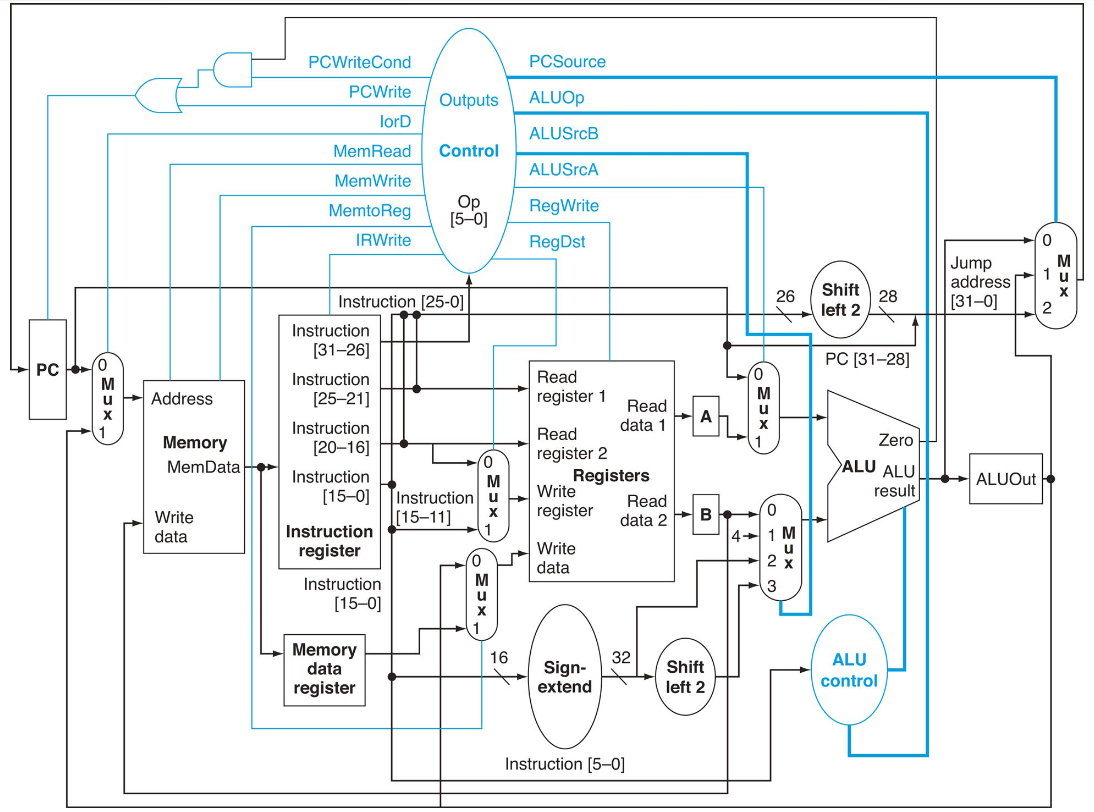 PCWriteCond
PCWrite
IorD
MemRead
MemWrite
MemtoReg
IRWrite
Outputs
Control
Op
[5–0]
PCSource
ALUOp
ALUSrcB
ALUSrcA
RegWrite
RegDst
PC
0
M
u
x
1
Address
Memory
MemData
Write
data
Instruction [25-0]
Instruction
[31–26]
Instruction
[25–21]
Instruction
[20–16]
Instruction
[15–0]
Instruction
register
Instruction
[15–0]
Memory
data
register
Instruction
[15–11]
0
M
u
x
1
0
M
u
x
1
Read
register 1
Read
register 2
Registers
Write
register
Write
data
Read
data 1
Read
data 2
16
Sign-
extend
32
Shift
left 2
Instruction [5–0]
A
B
4
0
M
u
x
1
0
1
2
3
M
u
x
26
Shift
left 2
28
Jump
address
[31–0]
PC [31–28]
Zero
ALU
ALU
result
ALUOut
ALU
control
0
1
2
M
u
x